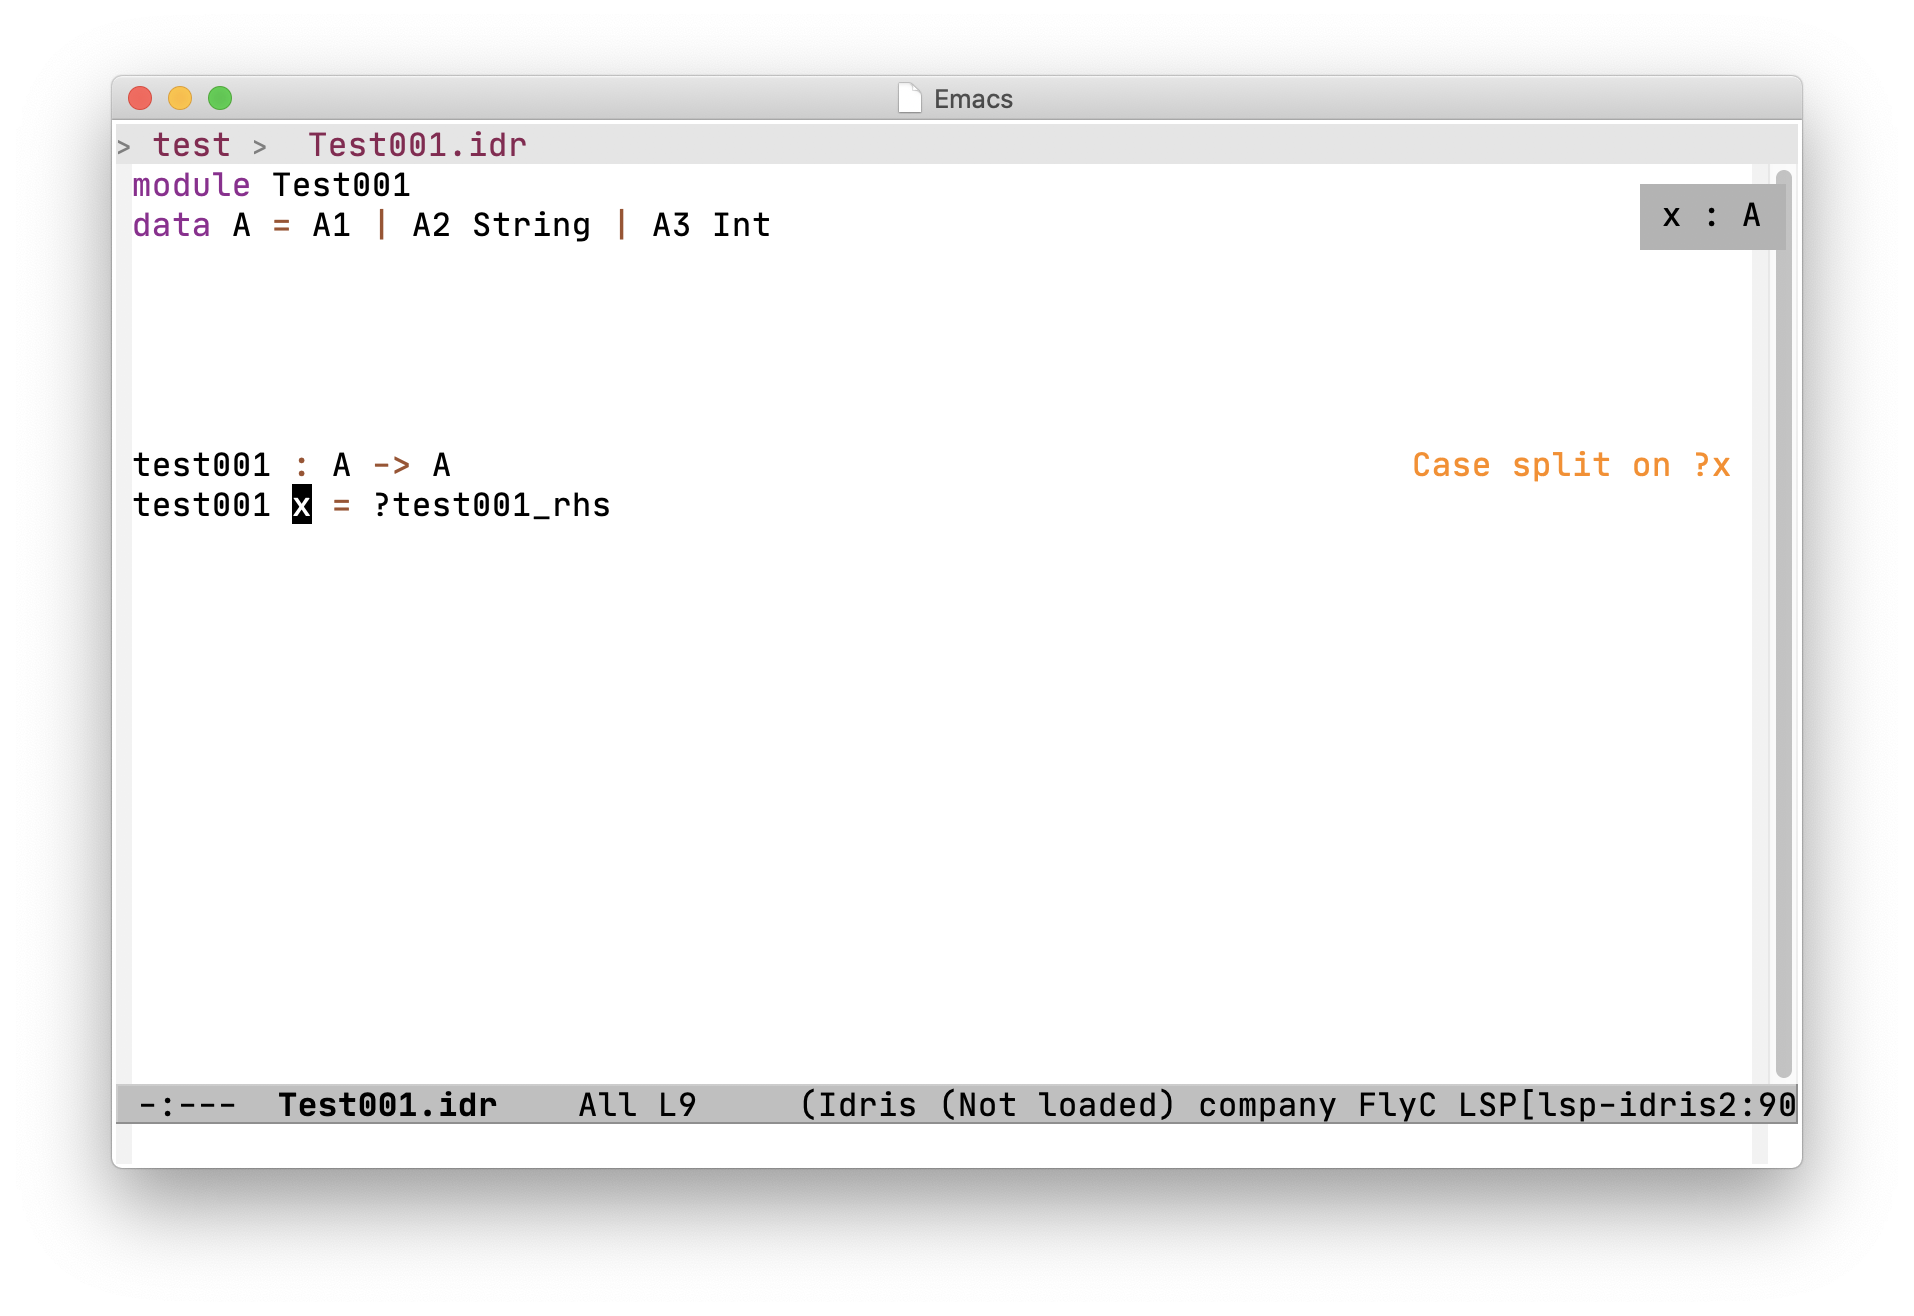 Emacs
> test > Test001.idr
module Test001
data A = A1 | A2 String | A3 Int
x : A
test001 : A -> A
Case split on ?x
test001 x = ?test001_rhs
-:--- Test001.idr All L9 (Idris (Not loaded) company FlyC LSP[lsp-idris2:90